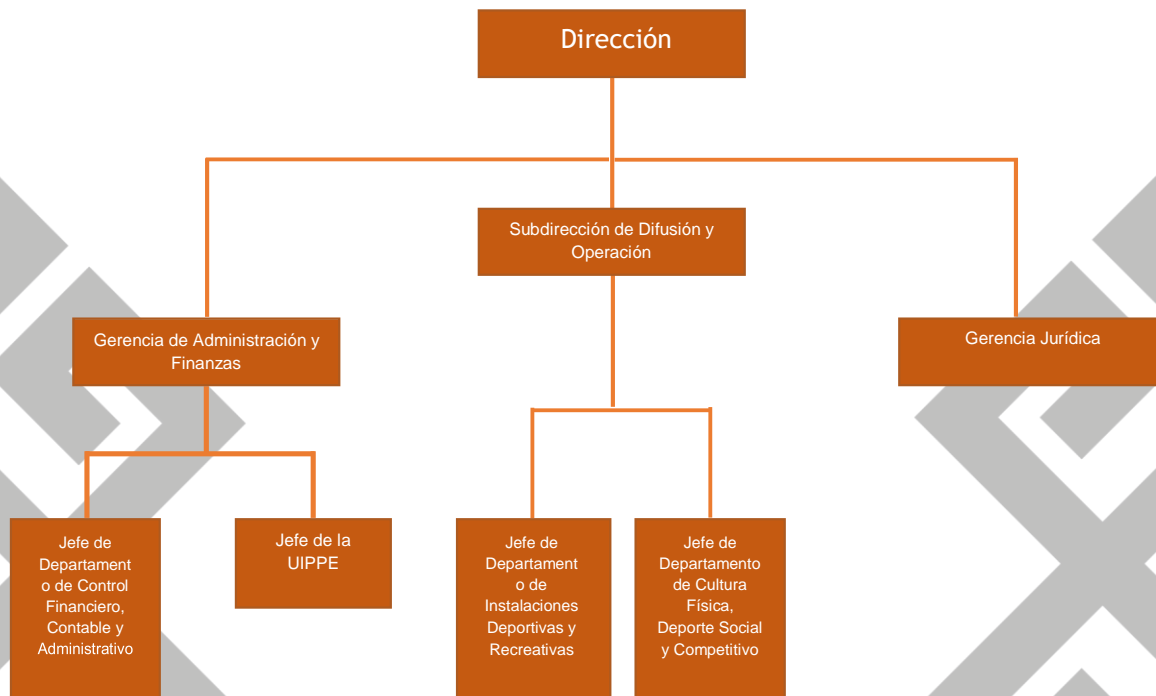 Dirección
Subdirección de Difusión y
Operación
Gerencia de Administración y
Finanzas
Gerencia Jurídica
Jefe de
Departament
o de Control
Financiero,
Contable y
Administrativo
Jefe de la
UIPPE
Jefe de
Departament
o de
Instalaciones
Deportivas y
Recreativas
Jefe de
Departamento
de Cultura
Física,
Deporte Social
y Competitivo